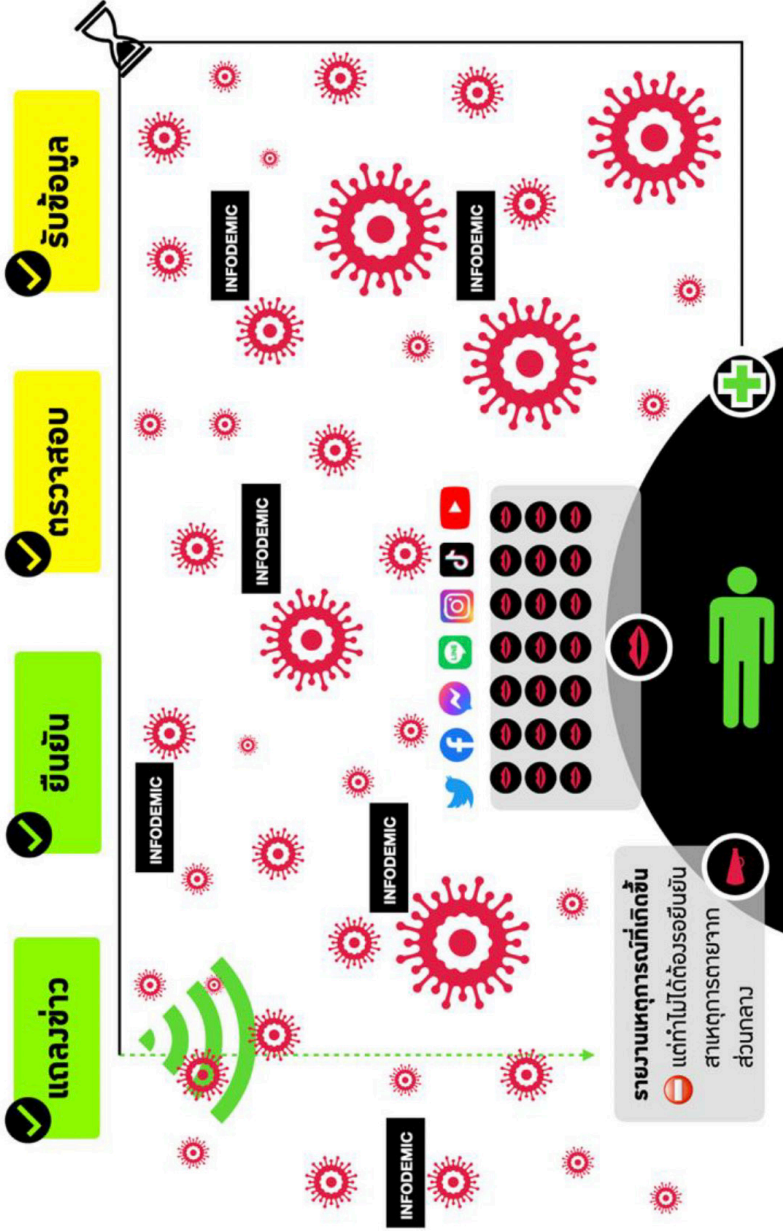 แถลงข่าว
ยืนยัน
ตรวจสอบ
รับข้อมูล
INFODEMIC
INFODEMIC
INFODEMIC
INFODEMIC
INFODEMIC
INFODEMIC
LINE
รายงานเหตุการณ์ที่เกิดขึ้น
แต่ทำไม่ได้ต้องรอยืนยัน
สาเหตุการตายจาก
ส่วนกลาง